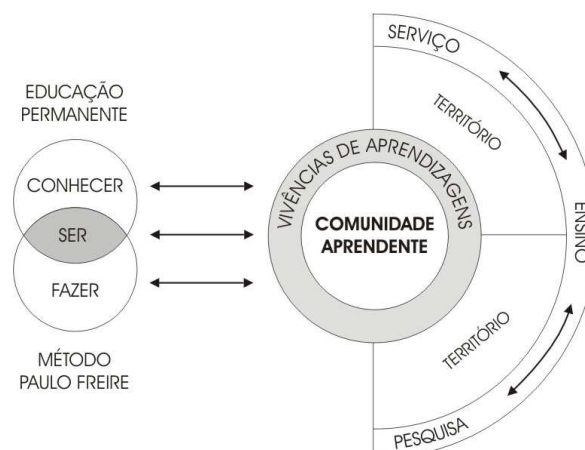 EDUCAÇÃO
PERMANENTE
CONHECER
SER
FAZER
MÉTODO
PAULO FREIRE
VIVÊNCIAS DE APRENDIZAGENS
COMUNIDADE
APRENDENTE
SERVIÇO
TERRITÓRIO
ENSINO
TERRITÓRIO
PESQUISA